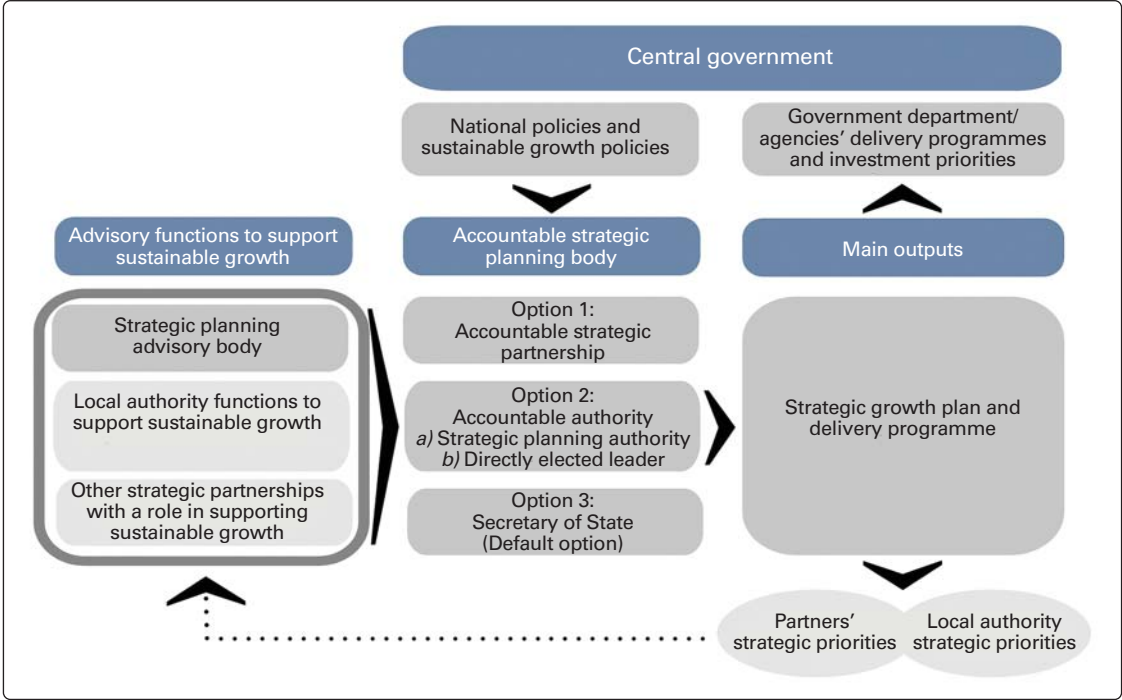 Central government
National policies and
sustainable growth policies
Government department/
agencies’ delivery programmes
and investment priorities
Advisory functions to support
sustainable growth
Accountable strategic
planning body
Main outputs
Strategic planning
advisory body
Local authority functions to
support sustainable growth
Other strategic partnerships
with a role in supporting
sustainable growth
Option 1:
Accountable strategic
partnership
Option 2:
Accountable authority
a) Strategic planning authority
b) Directly elected leader
Option 3:
Secretary of State
(Default option)
Strategic growth plan and
delivery programme
Partners’
strategic priorities
Local authority
strategic priorities